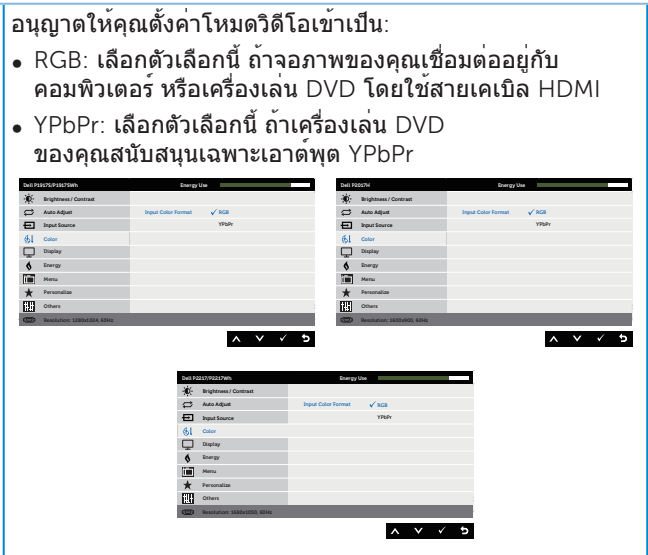 อนุญาตให้คุณตั้งค่าโหมดวิดีโอเข้าเป็น:
● RGB: เลือกตัวเลือกนี้ ถ้าจอภาพของคุณเชื่อมต่ออยู่กับ
คอมพิวเตอร์ หรือเครื่องเล่น DVD โดยใช้สายเคเบิล HDMI
● YPbPr: เลือกตัวเลือกนี้ ถ้าเครื่องเล่น DVD
ของคุณสนับสนุนเฉพาะเอาต์พุต YPbPr
Dell P1917S/P1917SWh Energy Use
Brightness / Contrast
Auto Adjust Input Color Format ✓ RGB
Input Source YPbPr
Color
Display
Energy
Menu
Personalize
Others
Resolution: 1280x1024, 60Hz
Dell P2017H Energy Use
Brightness / Contrast
Auto Adjust Input Color Format ✓ RGB
Input Source YPbPr
Color
Display
Energy
Menu
Personalize
Others
Resolution: 1600x900, 60Hz
Dell P2217/P2217Wh Energy Use
Brightness / Contrast
Auto Adjust Input Color Format ✓ RGB
Input Source YPbPr
Color
Display
Energy
Menu
Personalize
Others
Resolution: 1680x1050, 60Hz